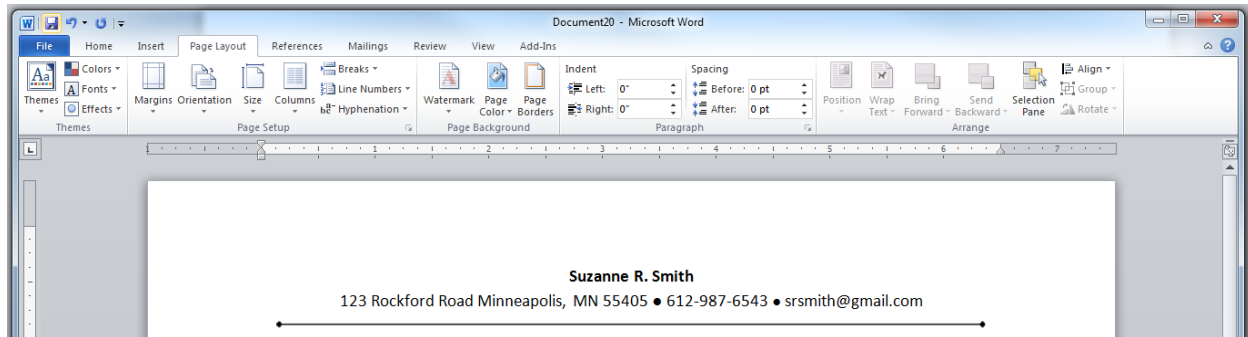 Document20 - Microsoft Word
File Home Insert Page Layout References Mailings Review View Add-Ins
Aa Colors Breaks Indent Spacing Align
A Fonts Line Numbers Left: 0" Before: 0 pt Group
Themes Effects Margins Orientation Size Columns Hyphenation Watermark Page Color Page Borders Right: 0" After: 0 pt Position Wrap Text Bring Forward Send Backward Selection Pane Rotate
Themes Page Setup Page Background Paragraph Arrange
L 1 1 2 3 4 5 6 7
Suzanne R. Smith
123 Rockford Road Minneapolis, MN 55405 ● 612-987-6543 ● srsmith@gmail.com